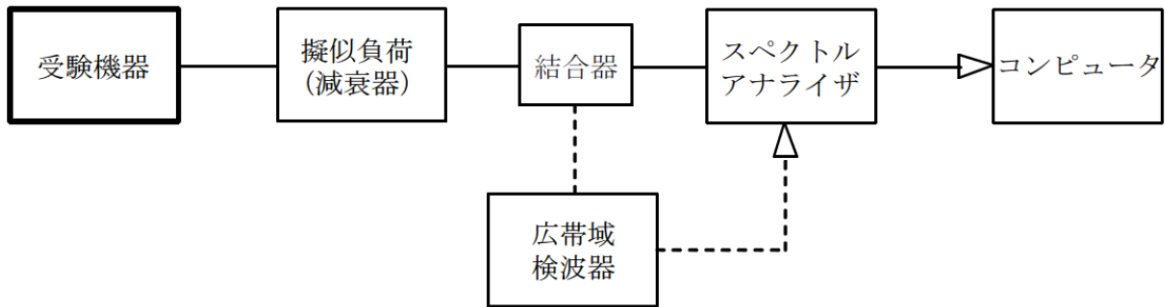 受験機器
擬似負荷
(減衰器)
結合器
スペクトル
アナライザ
コンピュータ
広帯域
検波器